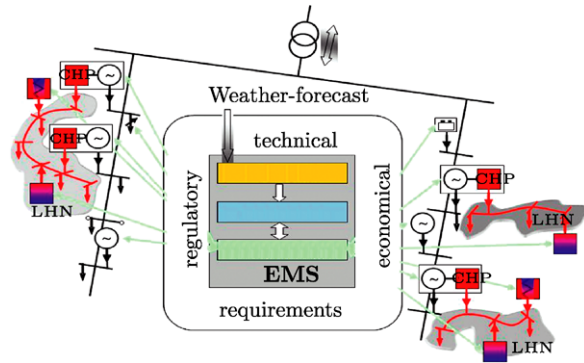 CHP
CHP
LHN
Weather-forecast
technical
regulatory
economical
EMS
requirements
CHP
LHN
CHP
LHN
~
~
~
~
~
~